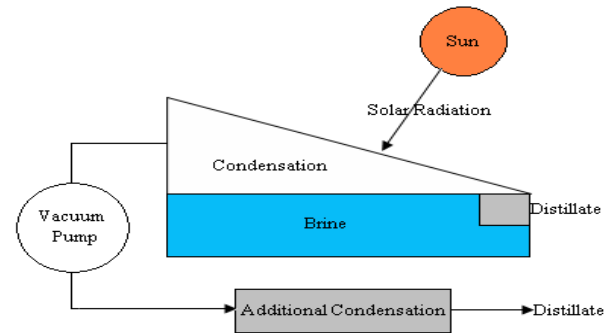 Sun
Solar Radiation
Condensation
Vacuum
Pump
Brine
Distillate
Additional Condensation
Distillate